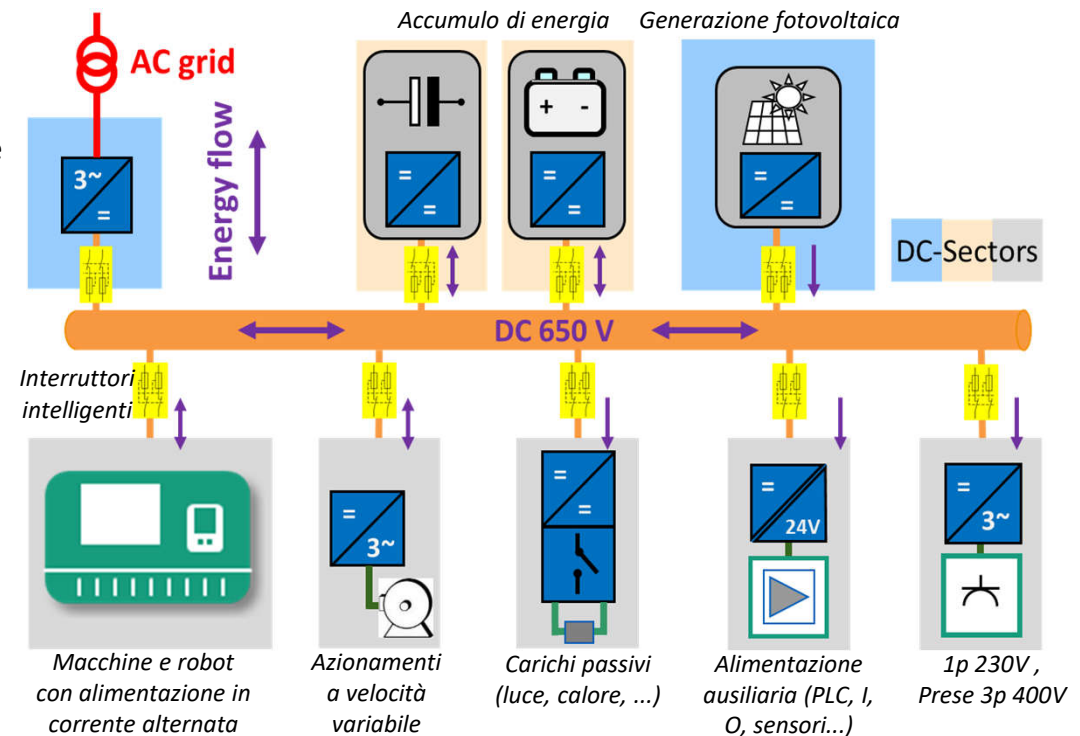 Accumulo di energia
Generazione fotovoltaica
AC grid
e
Energy flow
3~
=
=
=
+ -
=
=
=
=
DC-Sectors
DC 650 V
Interruttori
intelligenti
=
3~
=
=
=
24V
=
3~
Macchine e robot
con alimentazione in
corrente alternata
Azionamenti
a velocità
variabile
Carichi passivi
(luce, calore, ...)
Alimentazione
ausiliaria (PLC, I,
O, sensori...)
1p 230V ,
Prese 3p 400V